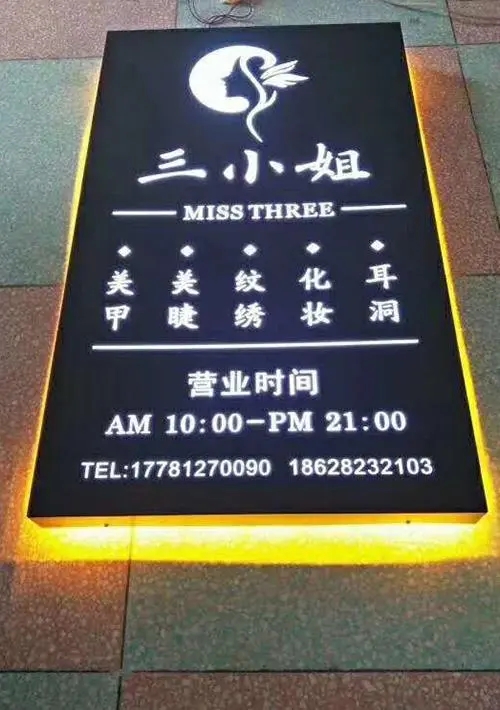 三小姐
MISS THREE
美甲 美睫 纹绣 化妆 耳洞
营业时间
AM 10:00-PM 21:00
TEL:17781270090 18628232103